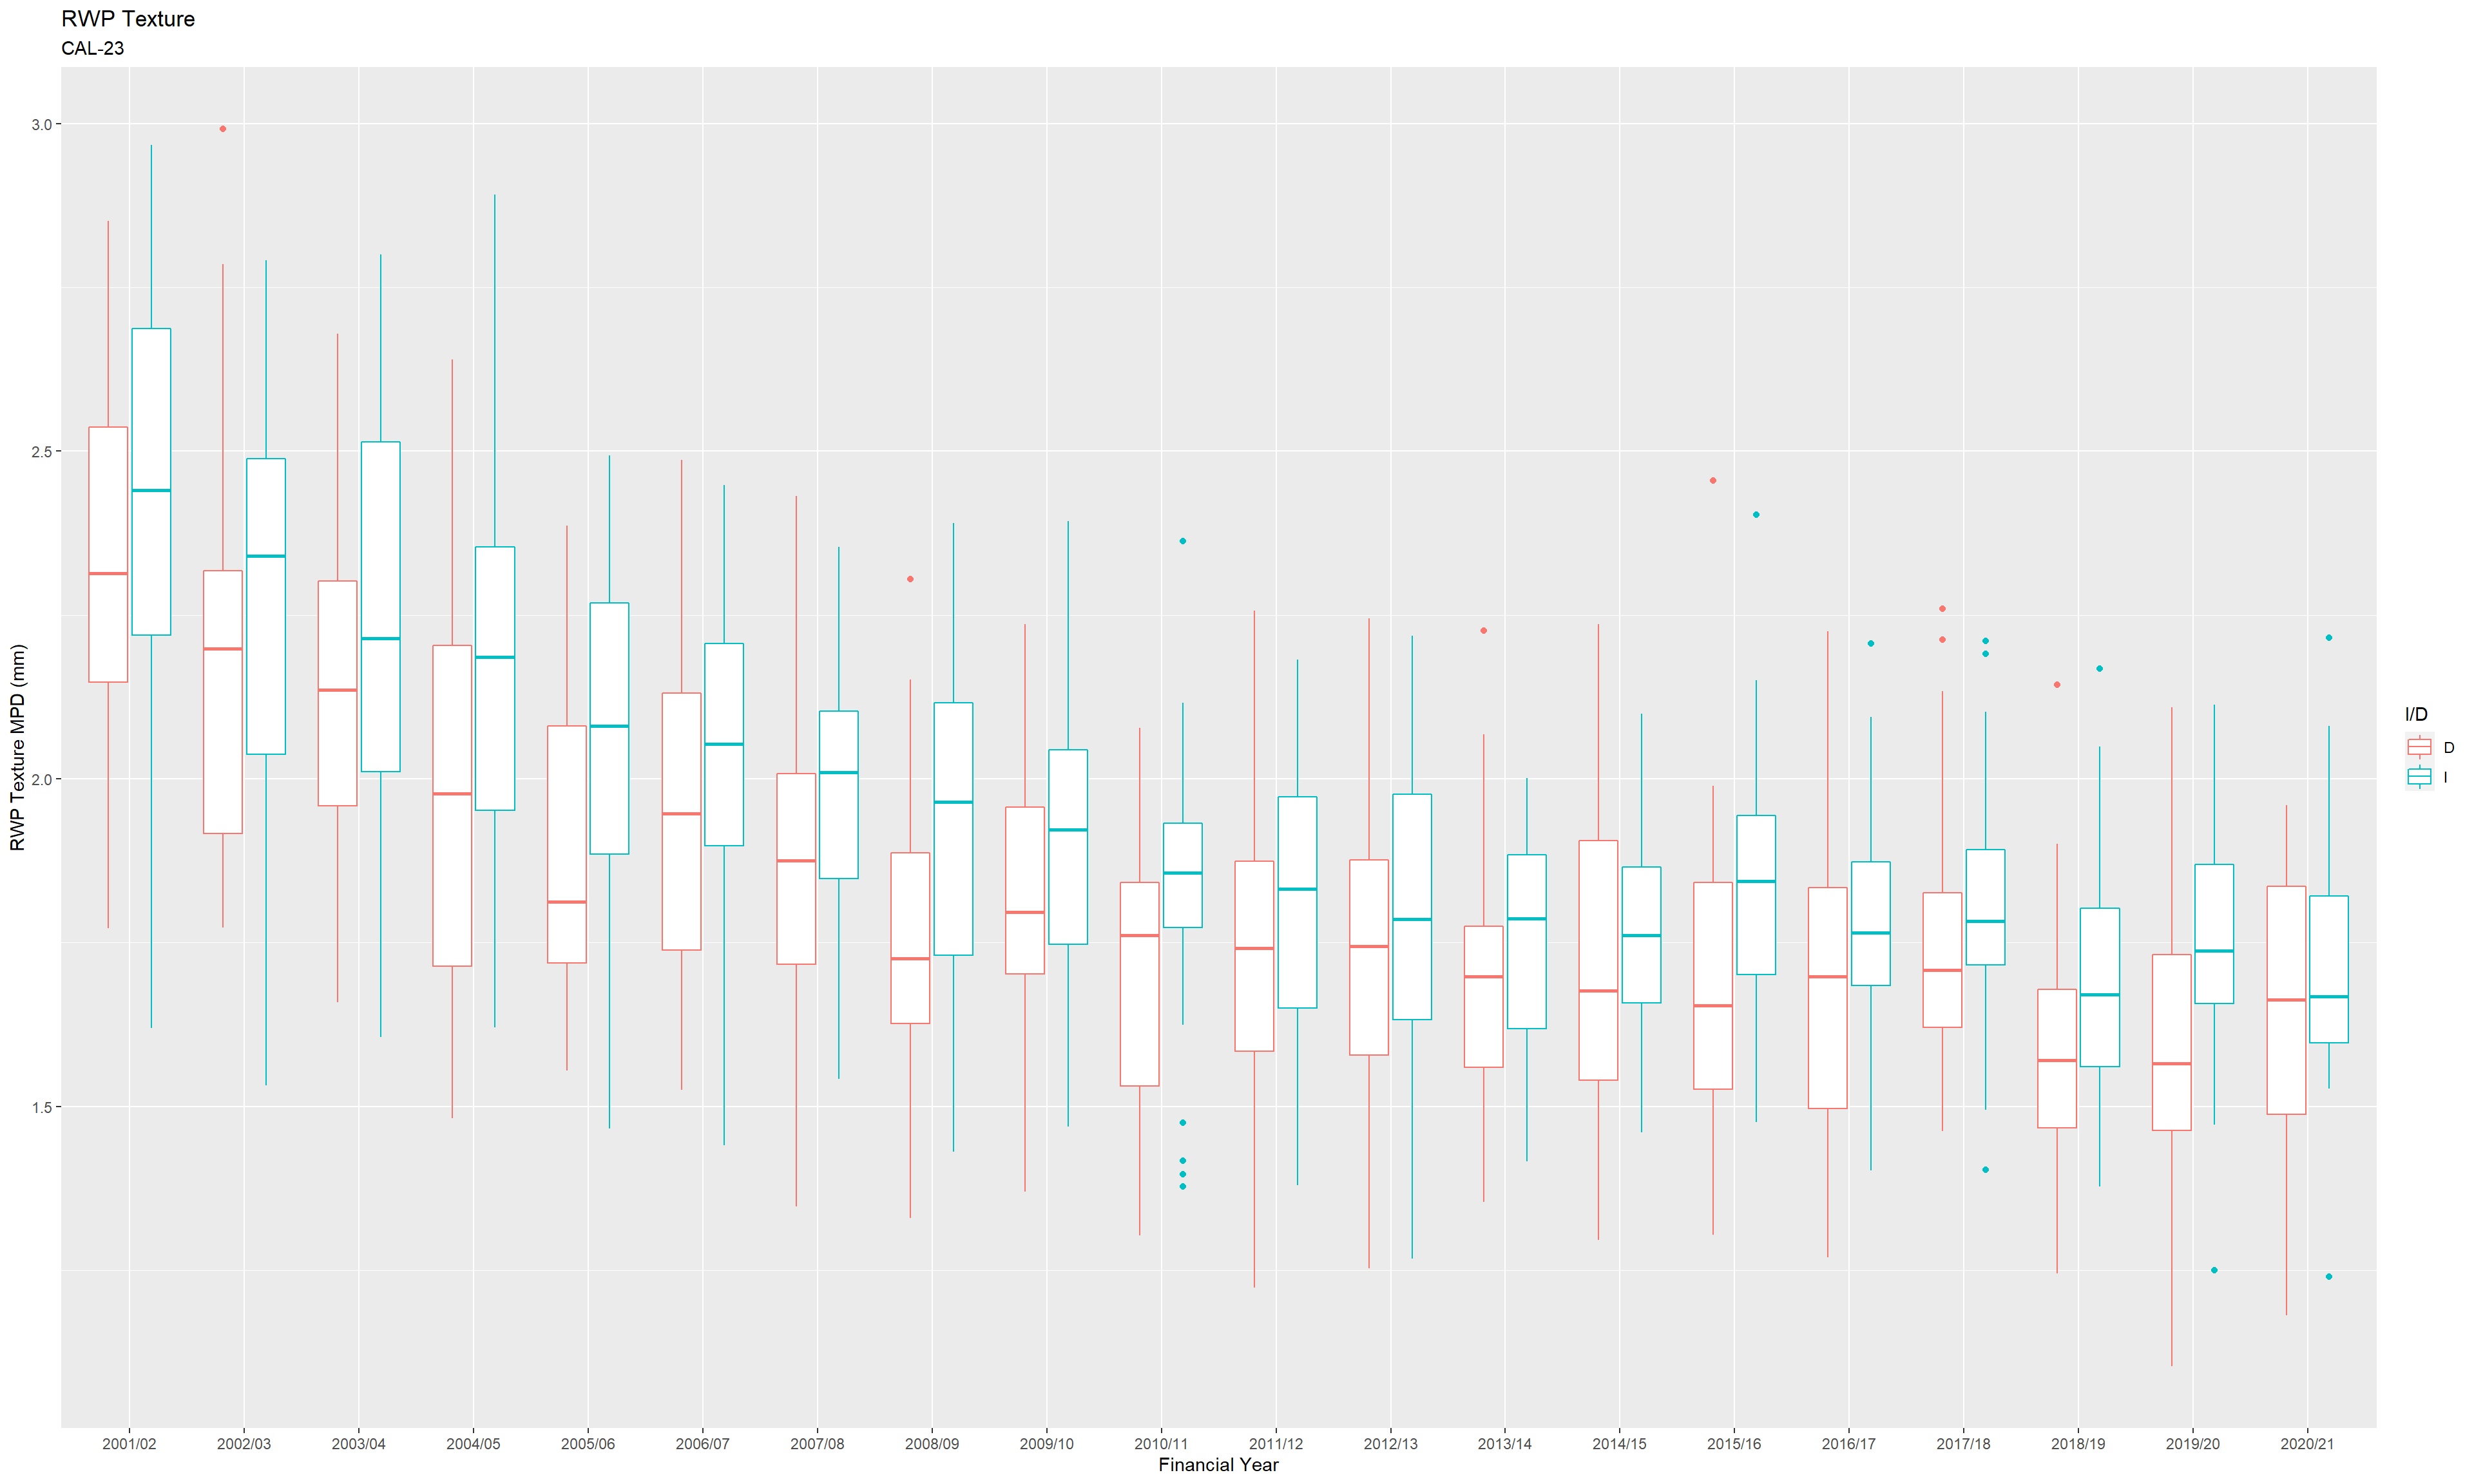 RWP Texture
CAL-23
RWP Texture MPD (mm)
3.0
2.5
2.0
1.5
2001/02 2002/03 2003/04 2004/05 2005/06 2006/07 2007/08 2008/09 2009/10 2010/11 2011/12 2012/13 2013/14 2014/15 2015/16 2016/17 2017/18 2018/19 2019/20 2020/21
Financial Year
I/D
D
I